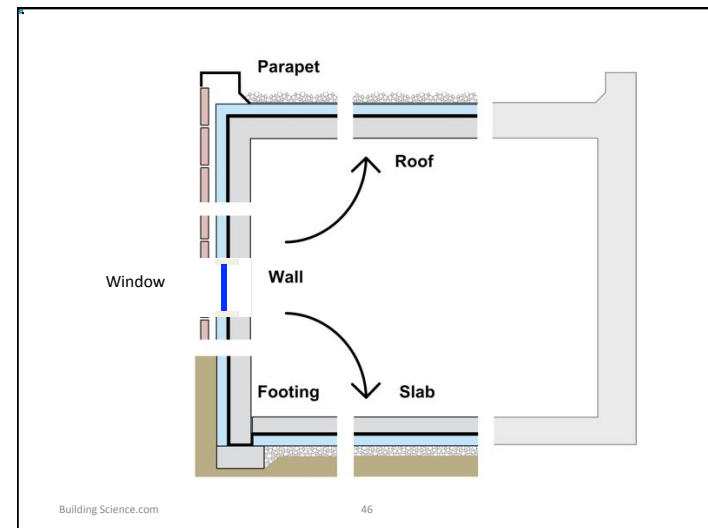 Parapet
Roof
Window
Wall
Footing
Slab
Building Science.com
46